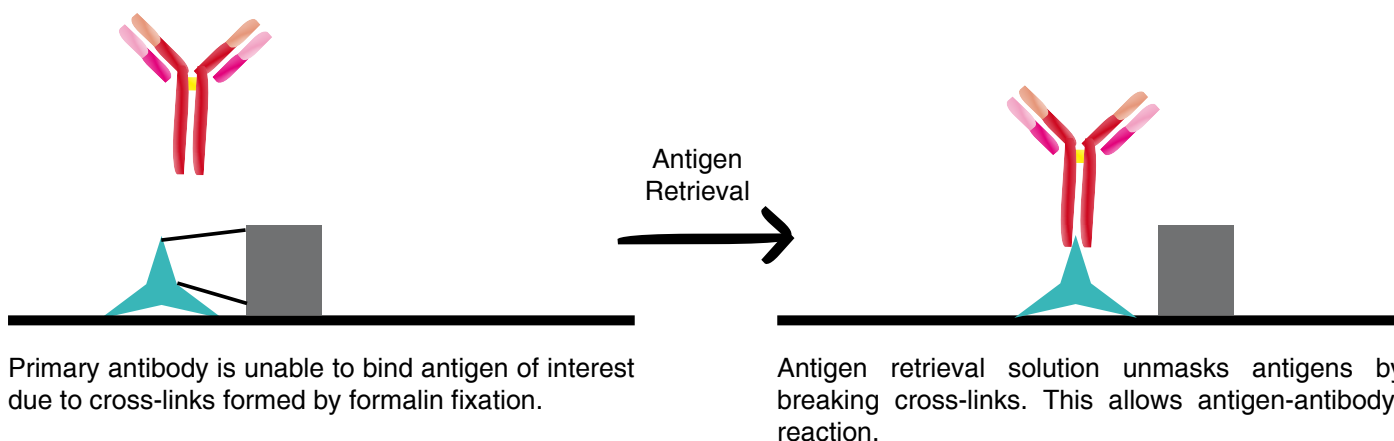 Antigen
Retrieval
Primary antibody is unable to bind antigen of interest
due to cross-links formed by formalin fixation.
Antigen retrieval solution unmasks antigens by
breaking cross-links. This allows antigen-antibody
reaction.